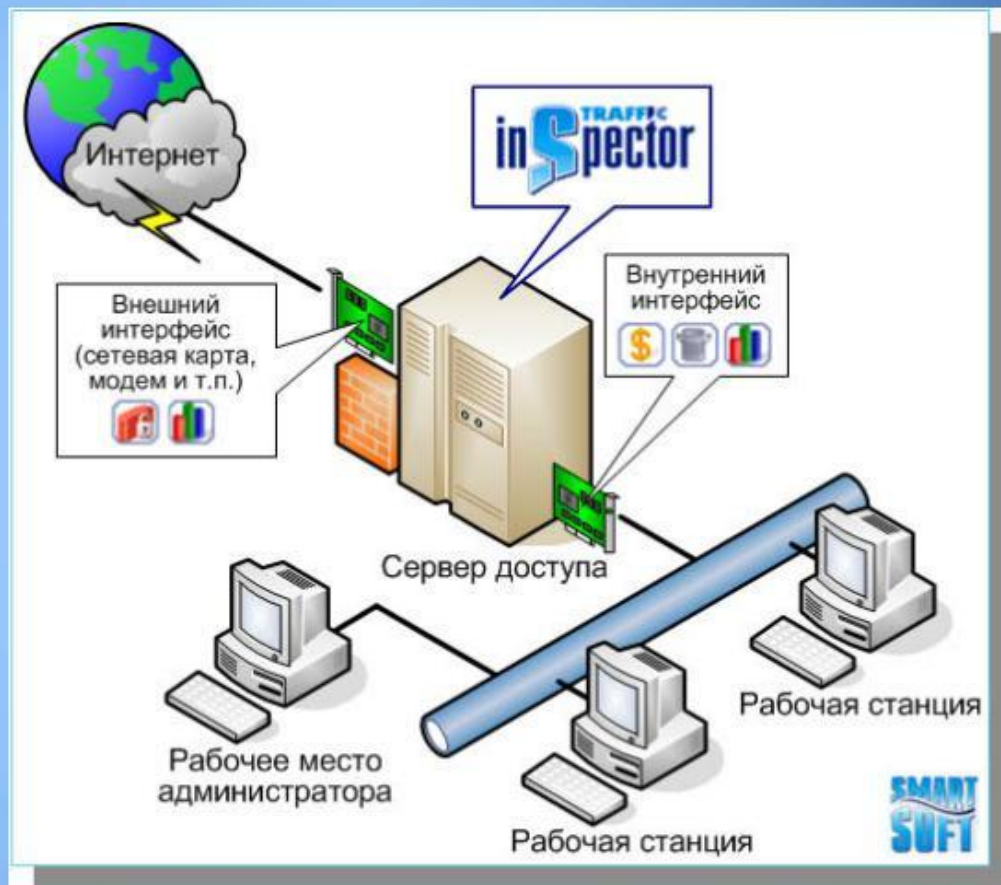 Интернет
TRAFFIC
inSpector
Внешний
интерфейс
(сетевая карта,
модем и т.п.)
Внутренний
интерфейс
$
Сервер доступа
Рабочая станция
Рабочее место
администратора
Рабочая станция
SMART
SOFT